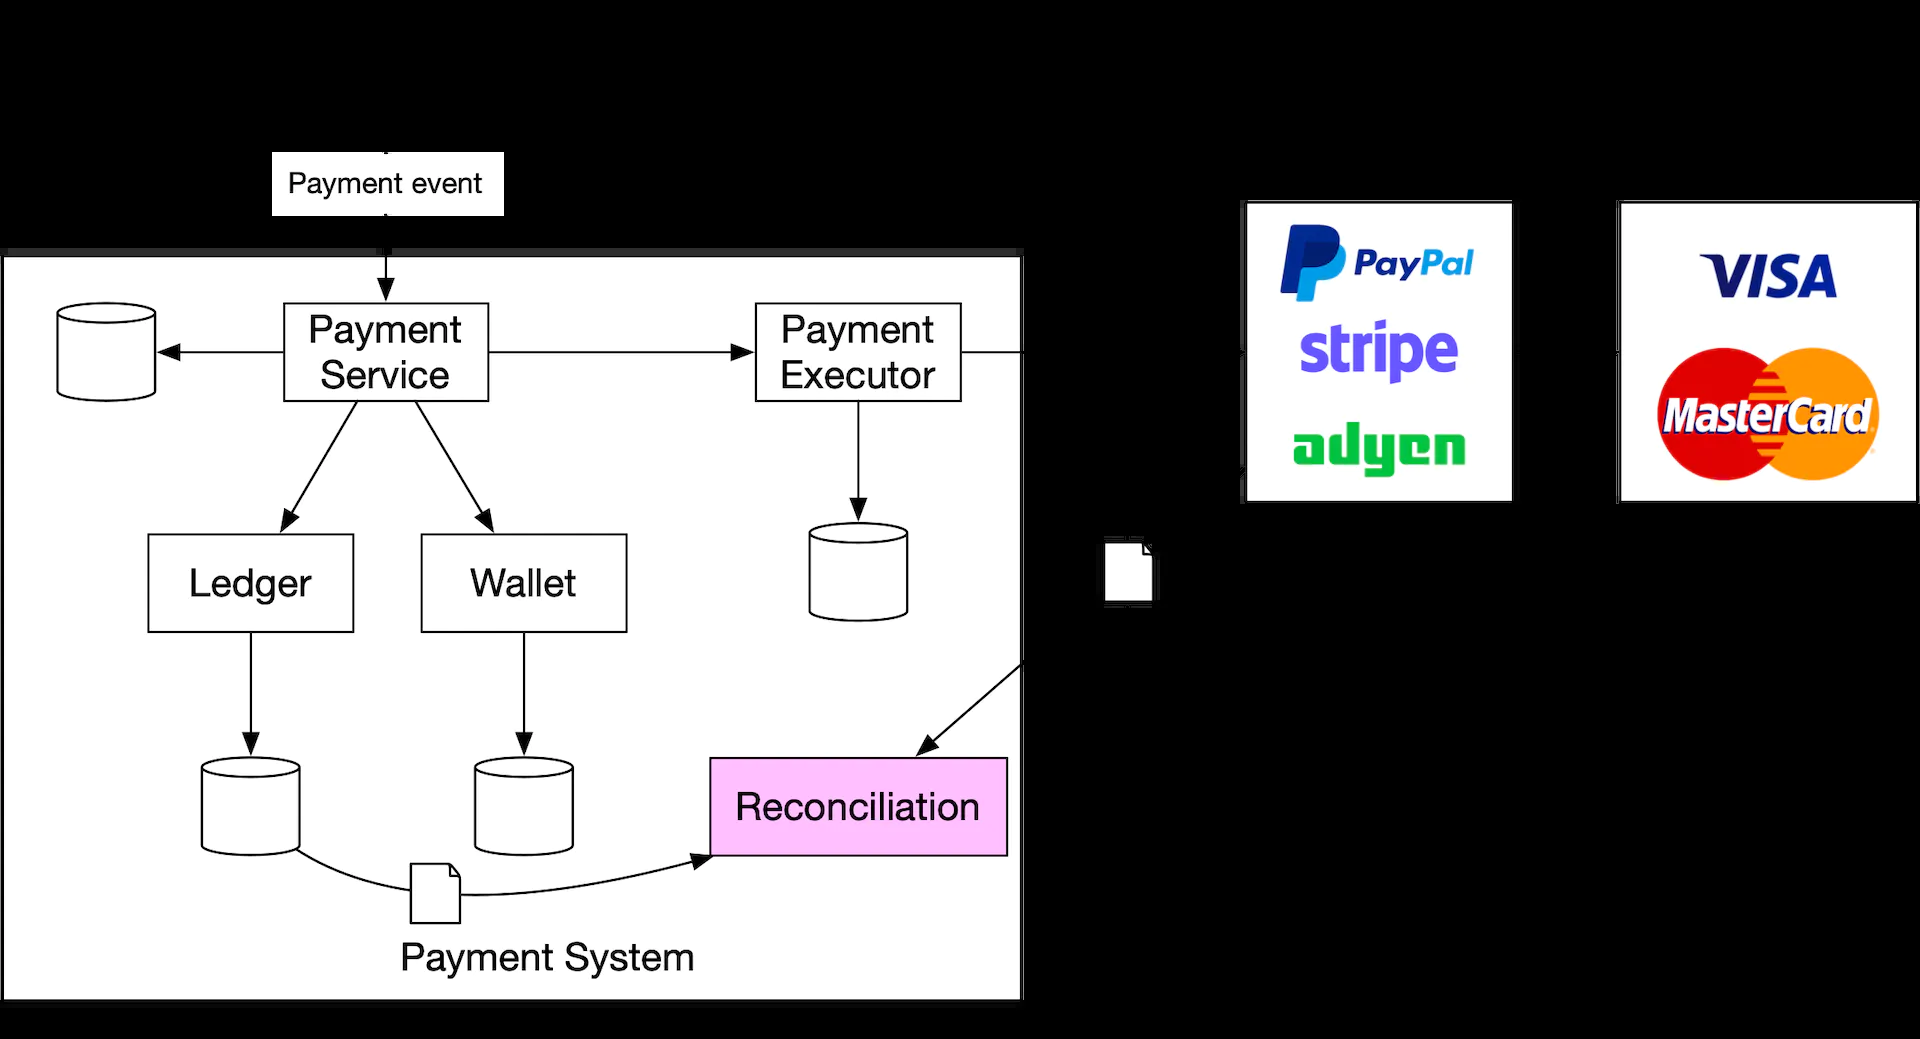 Payment event
Payment
Service
Payment
Executor
PayPal
stripe
adyen
VISA
MasterCard
Ledger
Wallet
Reconciliation
Payment System